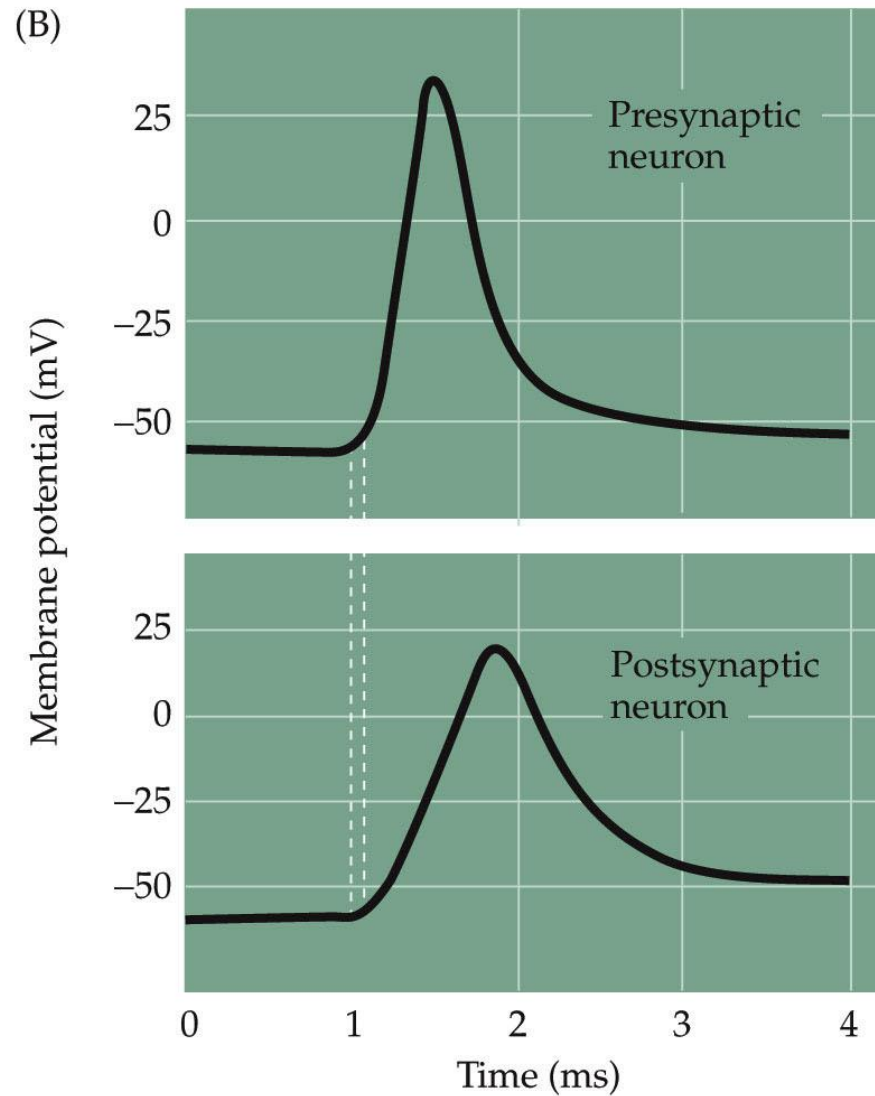 (B)
Membrane potential (mV)
25
0
−25
−50
Presynaptic
neuron
25
0
−25
−50
Postsynaptic
neuron
0 1 2 3 4
Time (ms)